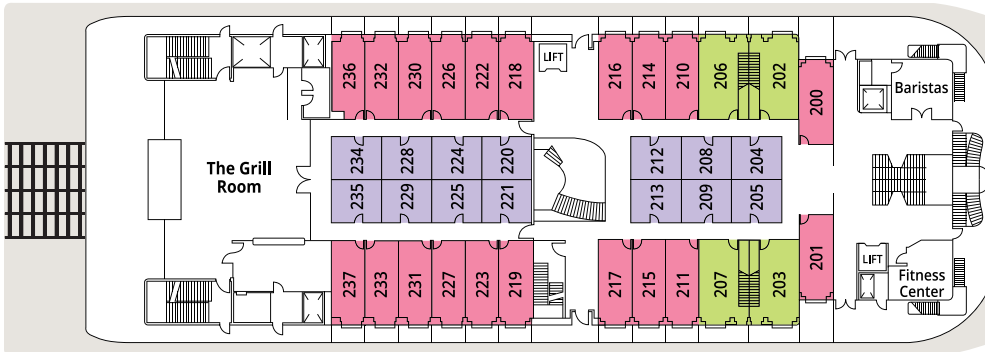 236 232 230 226 222 218 LIFT 216 214 210 206 202
200
Baristas
234 228 224 220 212 208 204
The Grill
Room
235 229 225 221 213 209 205
237 233 231 227 223 219 217 215 211 207 203
201
LIFT
Fitness
Center